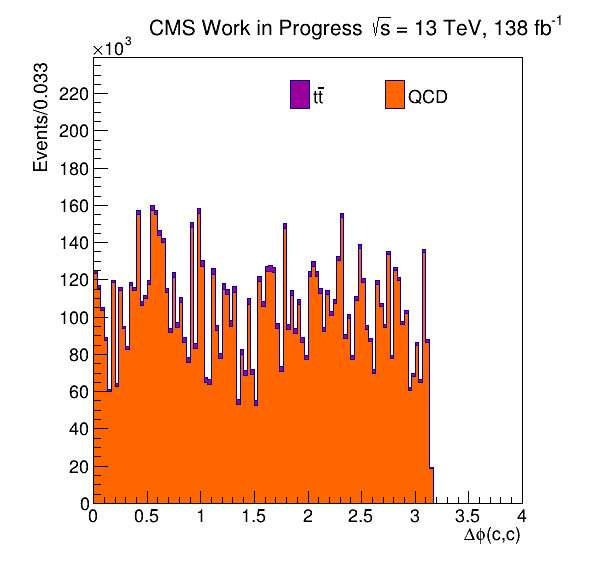 CMS Work in Progress √s = 13 TeV, 138 fb⁻¹
×10³
Events/0.033
tt̄
QCD
220
200
180
160
140
120
100
80
60
40
20
0
0 0.5 1 1.5 2 2.5 3 3.5 4
Δϕ(c,c)